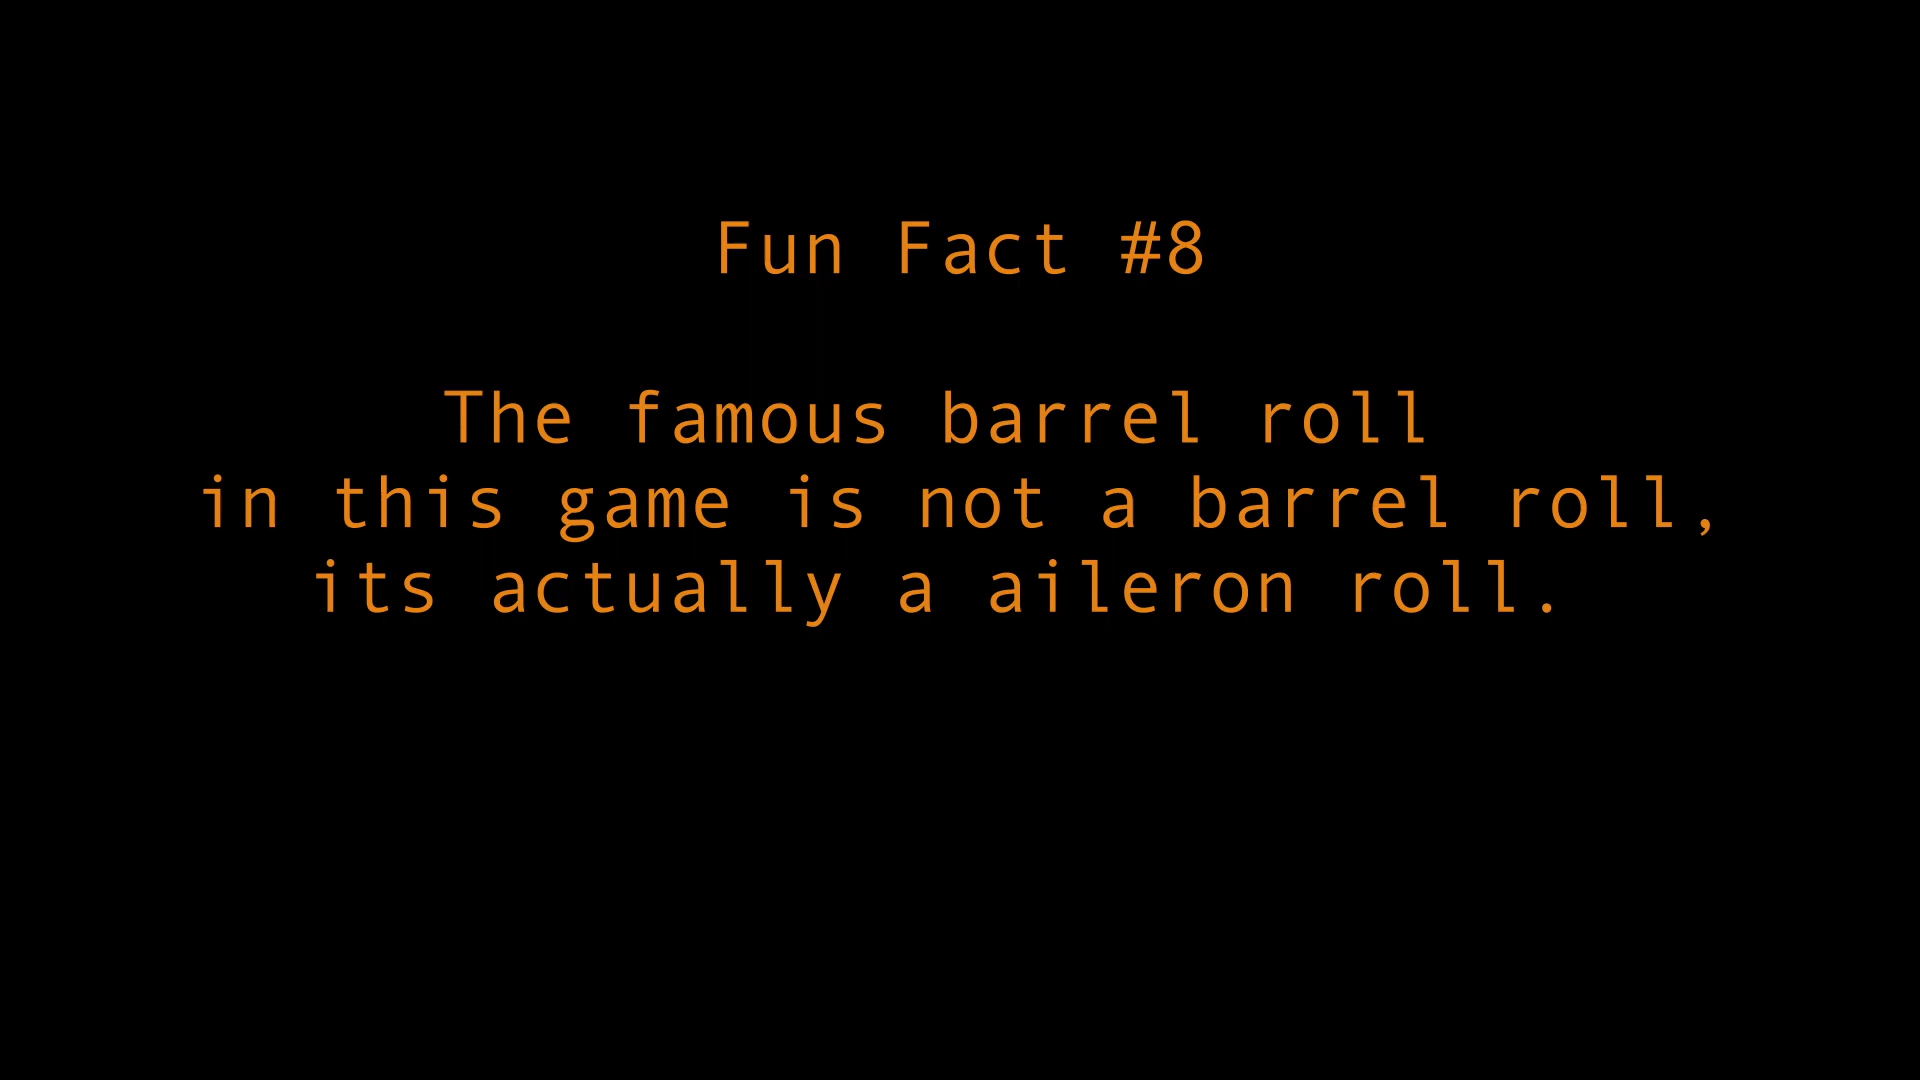 Fun Fact #8
The famous barrel roll
in this game is not a barrel roll,
its actually a aileron roll.